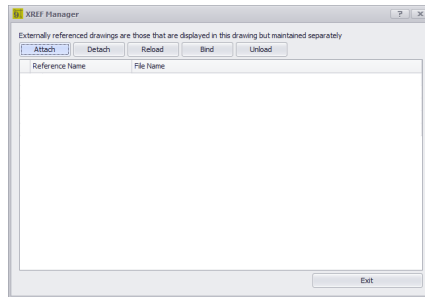 XREF Manager
Externally referenced drawings are those that are displayed in this drawing but maintained separately
Attach Detach Reload Bind Unload
Reference Name File Name
Exit